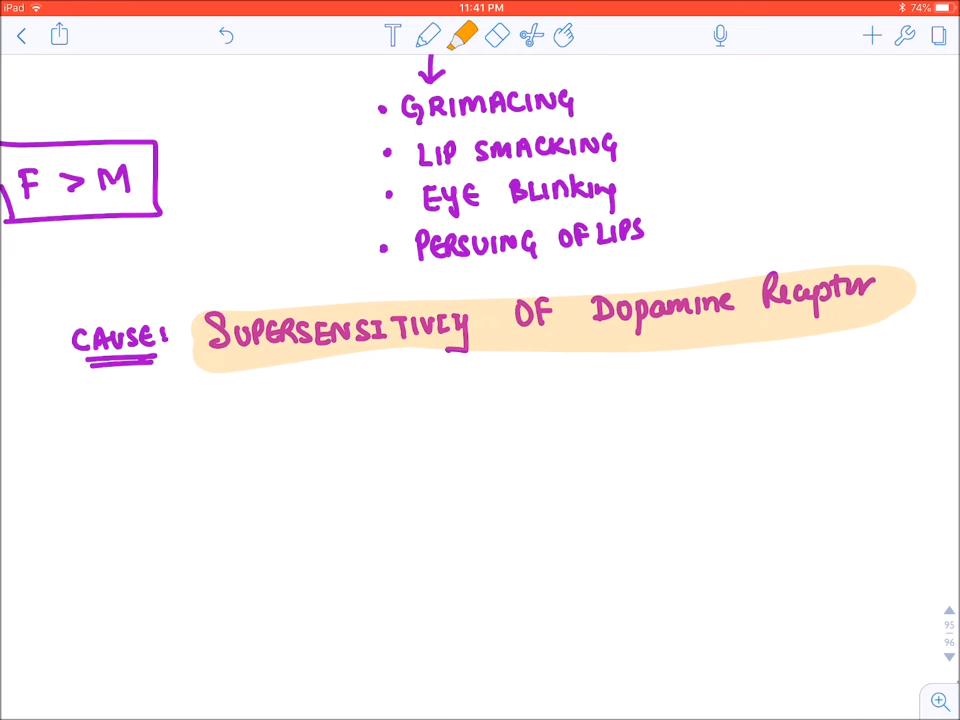 iPad 11:41 PM 74%
T
• GRIMACING
• LIP SMACKING
F > M
• EYE BLINKING
• PERSUING OF LIPS
CAUSE: SUPERSENSITIVITY OF Dopamine Receptor
95
96